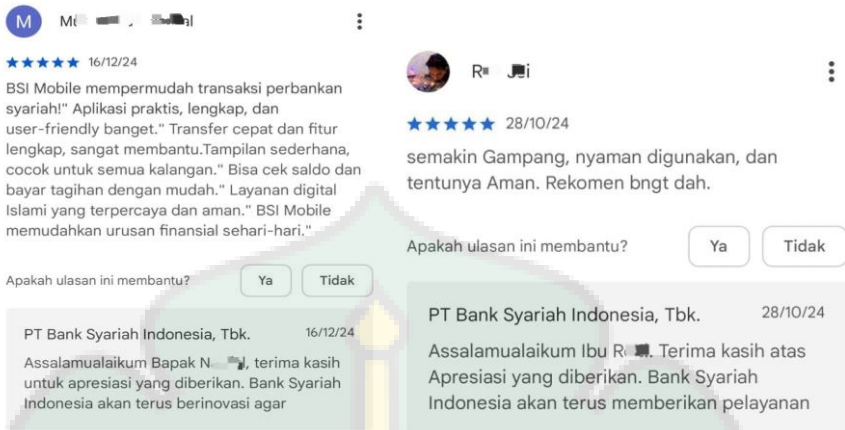 M
16/12/24
BSI Mobile mempermudah transaksi perbankan
syariah!" Aplikasi praktis, lengkap, dan
user-friendly banget." Transfer cepat dan fitur
lengkap, sangat membantu.Tampilan sederhana,
cocok untuk semua kalangan." Bisa cek saldo dan
bayar tagihan dengan mudah." Layanan digital
Islami yang terpercaya dan aman." BSI Mobile
memudahkan urusan finansial sehari-hari."
Apakah ulasan ini membantu?
Ya
Tidak
PT Bank Syariah Indonesia, Tbk.
16/12/24
Assalamualaikum Bapak terima kasih
untuk apresiasi yang diberikan. Bank Syariah
Indonesia akan terus berinovasi agar
28/10/24
semakin Gampang, nyaman digunakan, dan
tentunya Aman. Rekomen bngt dah.
Apakah ulasan ini membantu?
Ya
Tidak
PT Bank Syariah Indonesia, Tbk.
28/10/24
Assalamualaikum Ibu Terima kasih atas
Apresiasi yang diberikan. Bank Syariah
Indonesia akan terus memberikan pelayanan